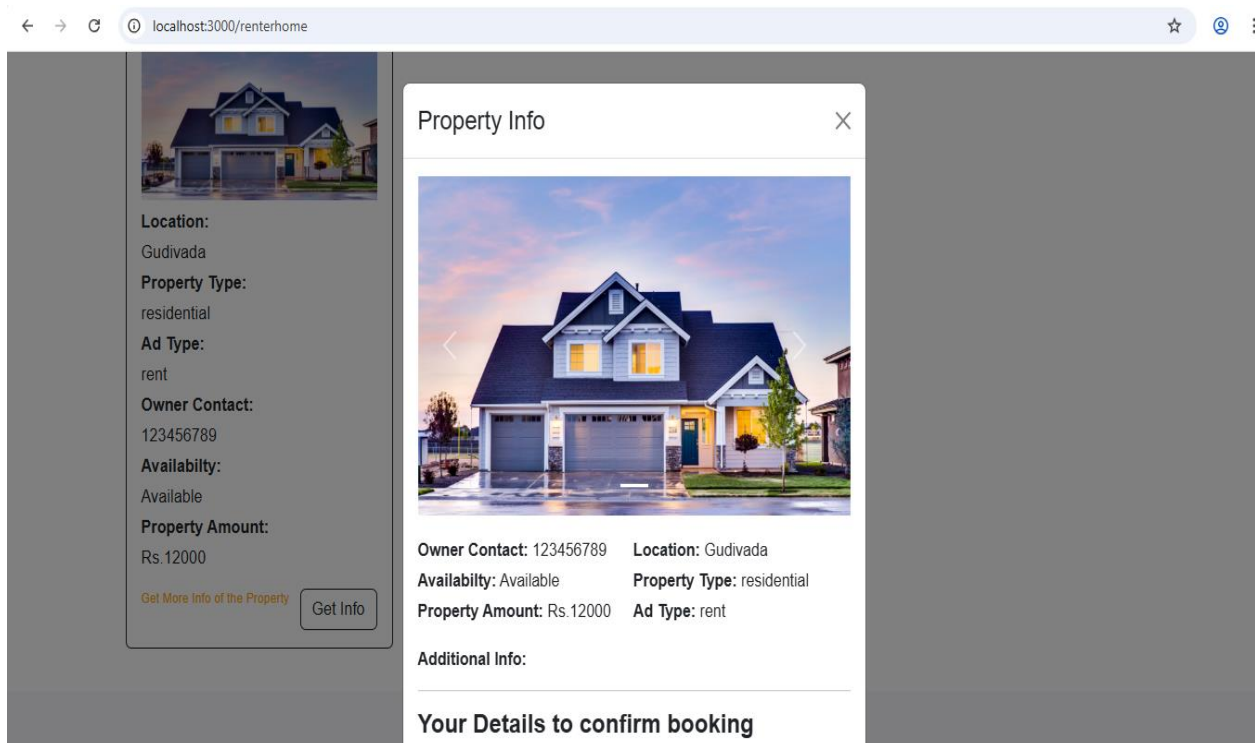 localhost:3000/renterhome
Location:
Gudivada
Property Type:
residential
Ad Type:
rent
Owner Contact:
123456789
Availabilty:
Available
Property Amount:
Rs.12000
Get More Info of the Property
Get Info
Property Info
Owner Contact: 123456789 Location: Gudivada
Availabilty: Available Property Type: residential
Property Amount: Rs.12000 Ad Type: rent
Additional Info:
Your Details to confirm booking